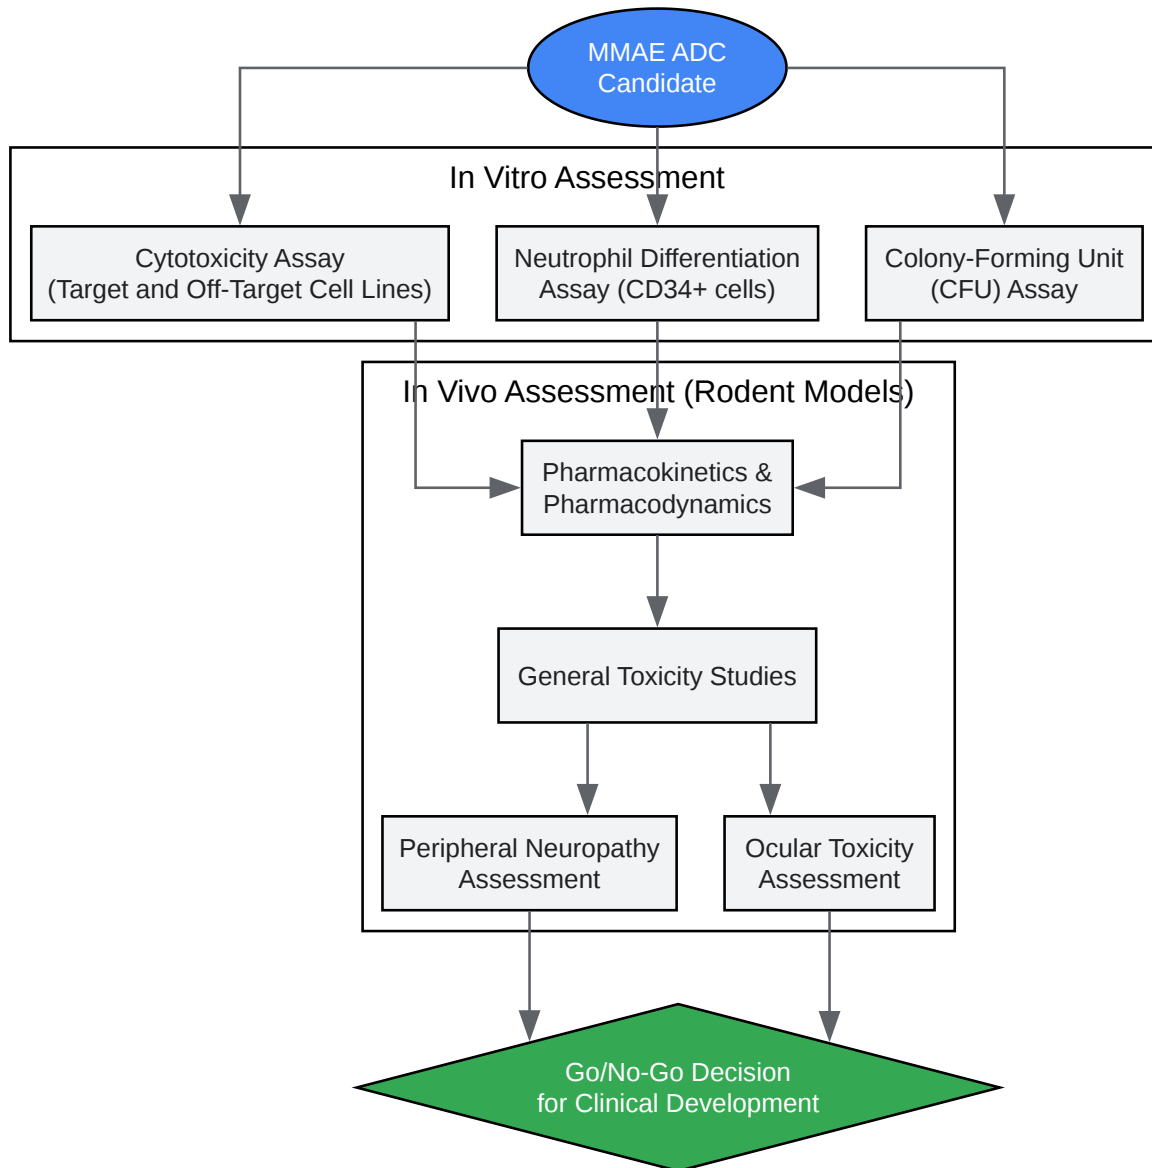 MMAE ADC
Candidate
In Vitro Assessment
Cytotoxicity Assay
(Target and Off-Target Cell Lines)
Neutrophil Differentiation
Assay (CD34+ cells)
Colony-Forming Unit
(CFU) Assay
In Vivo Assessment (Rodent Models)
Pharmacokinetics &
Pharmacodynamics
General Toxicity Studies
Peripheral Neuropathy
Assessment
Ocular Toxicity
Assessment
Go/No-Go Decision
for Clinical Development